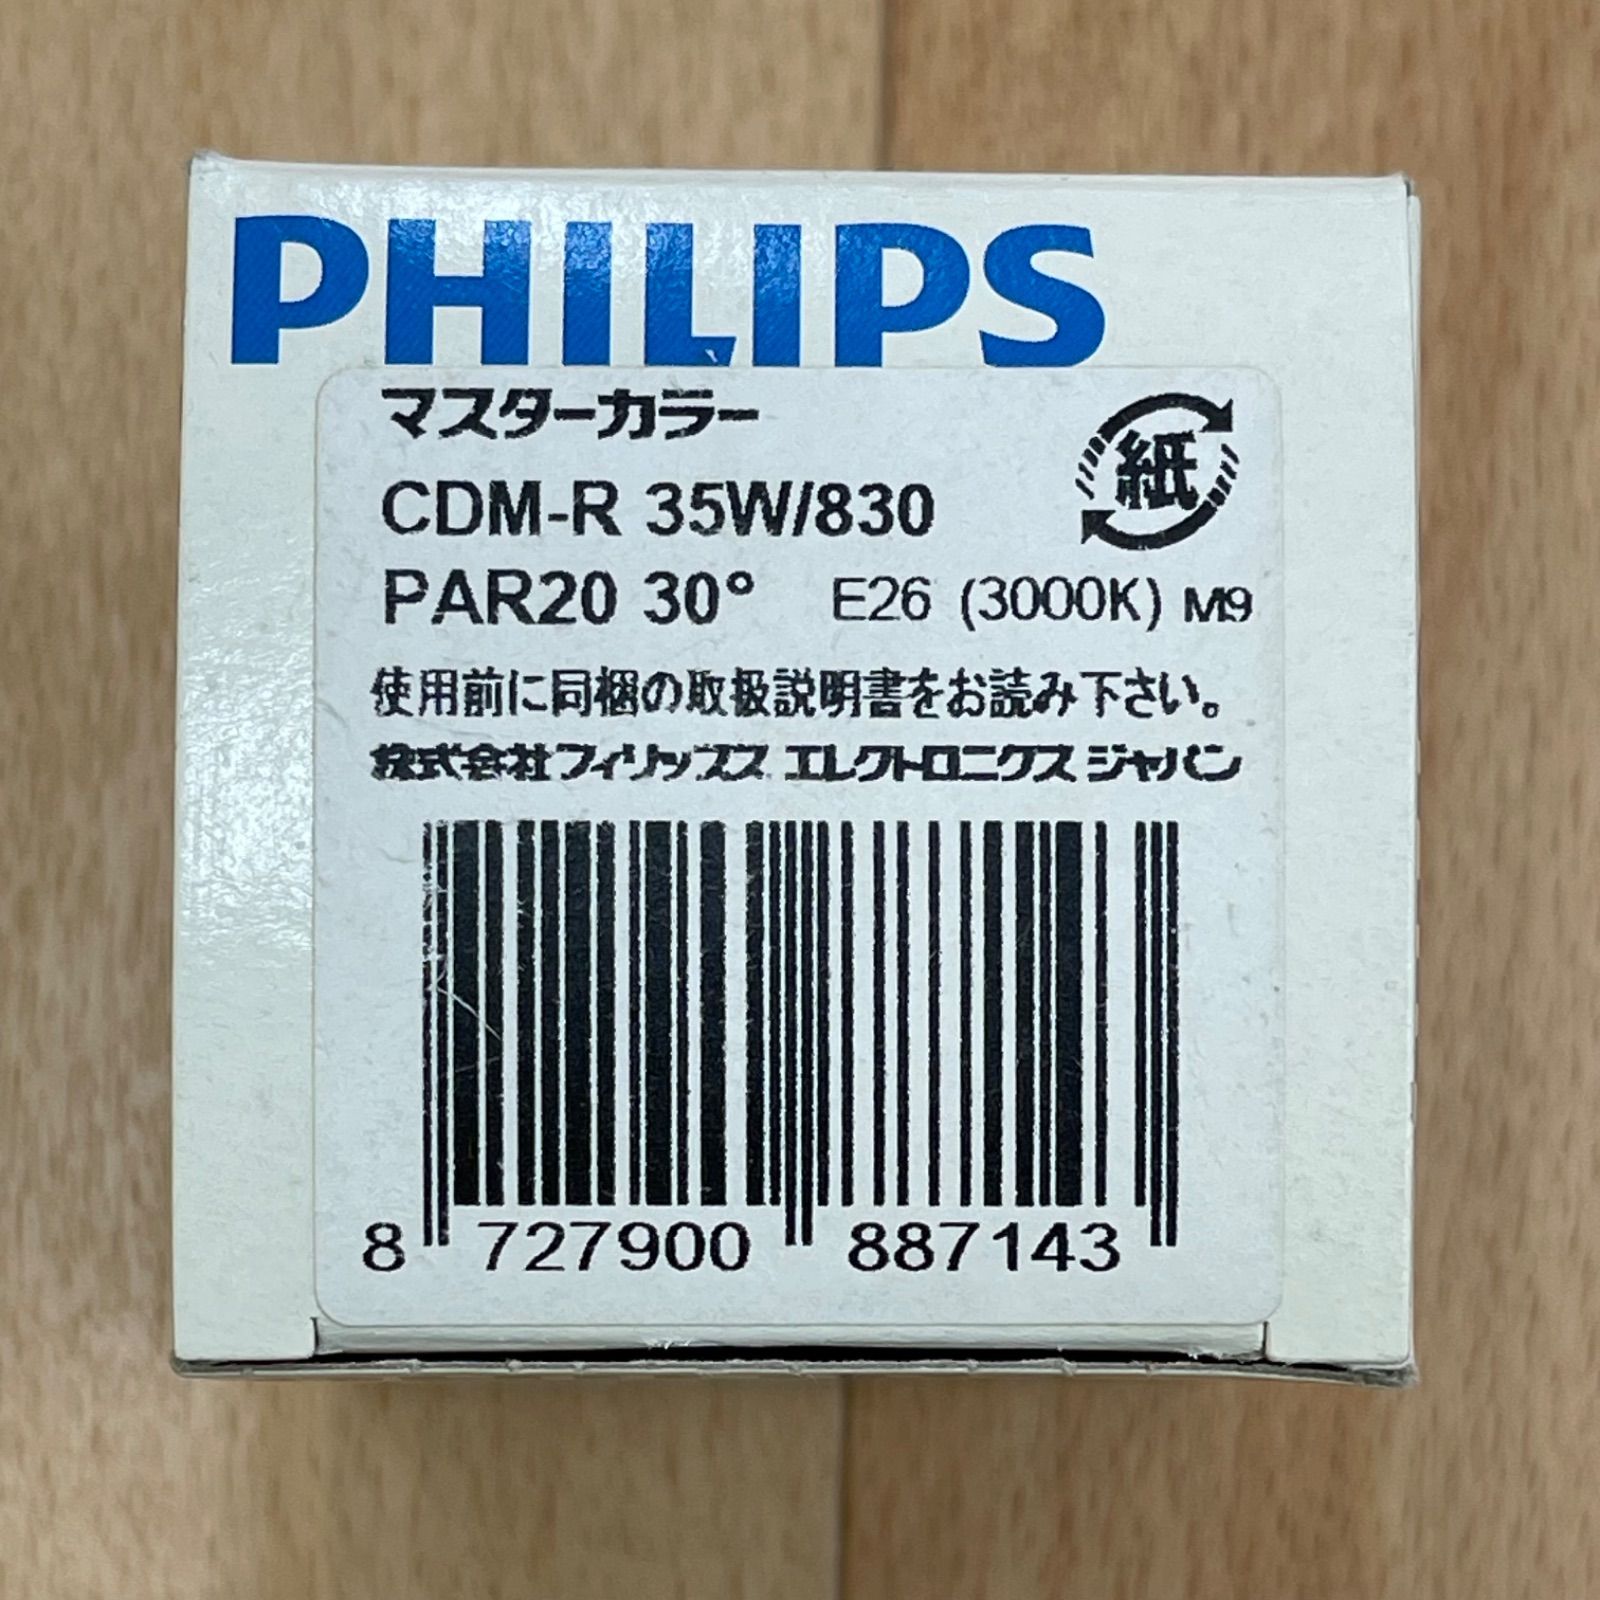 PHILIPS
マスターカラー
紙
CDM-R 35W/830
PAR20 30° E26 (3000K) M9
使用前に同梱の取扱説明書をお読み下さい。
株式会社フィリップス エレクトロニクス ジャパン
8 727900 887143